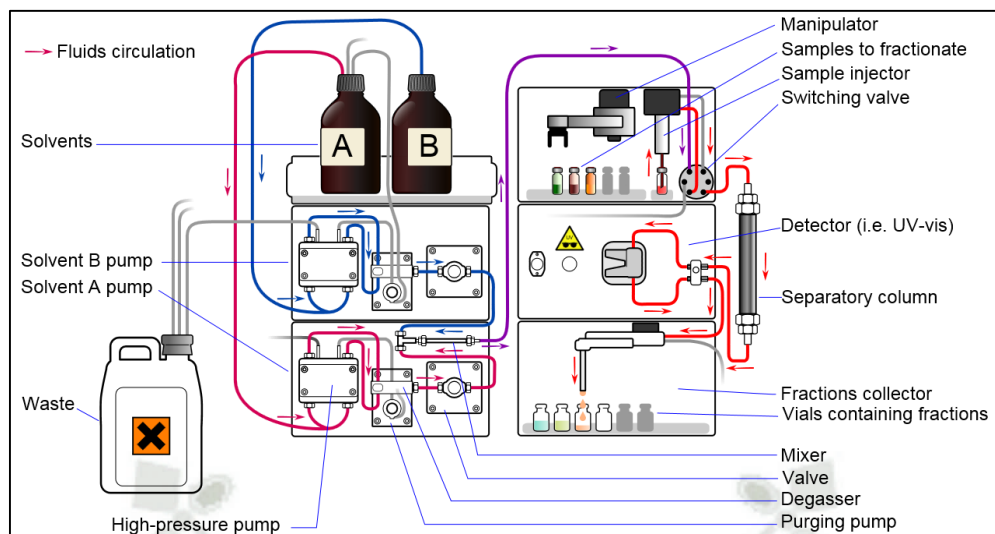 Fluids circulation
Solvents
A
B
Solvent B pump
Solvent A pump
Waste
High-pressure pump
Manipulator
Samples to fractionate
Sample injector
Switching valve
UV
Detector (i.e. UV-vis)
Separatory column
Fractions collector
Vials containing fractions
Mixer
Valve
Degasser
Purging pump